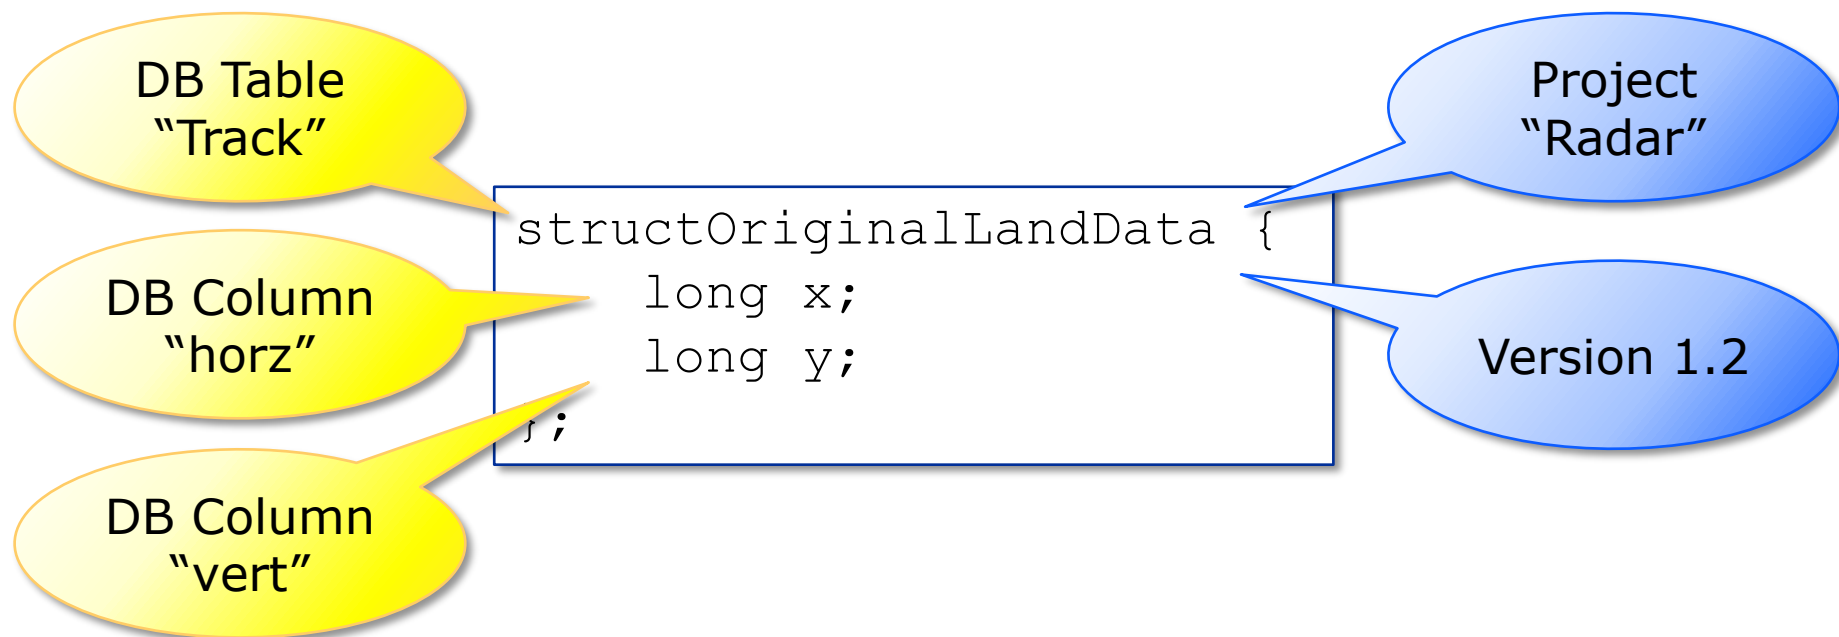 DB Table
“Track”
DB Column
“horz”
DB Column
“vert”
structOriginalLandData {
long x;
long y;
};
Project
“Radar”
Version 1.2